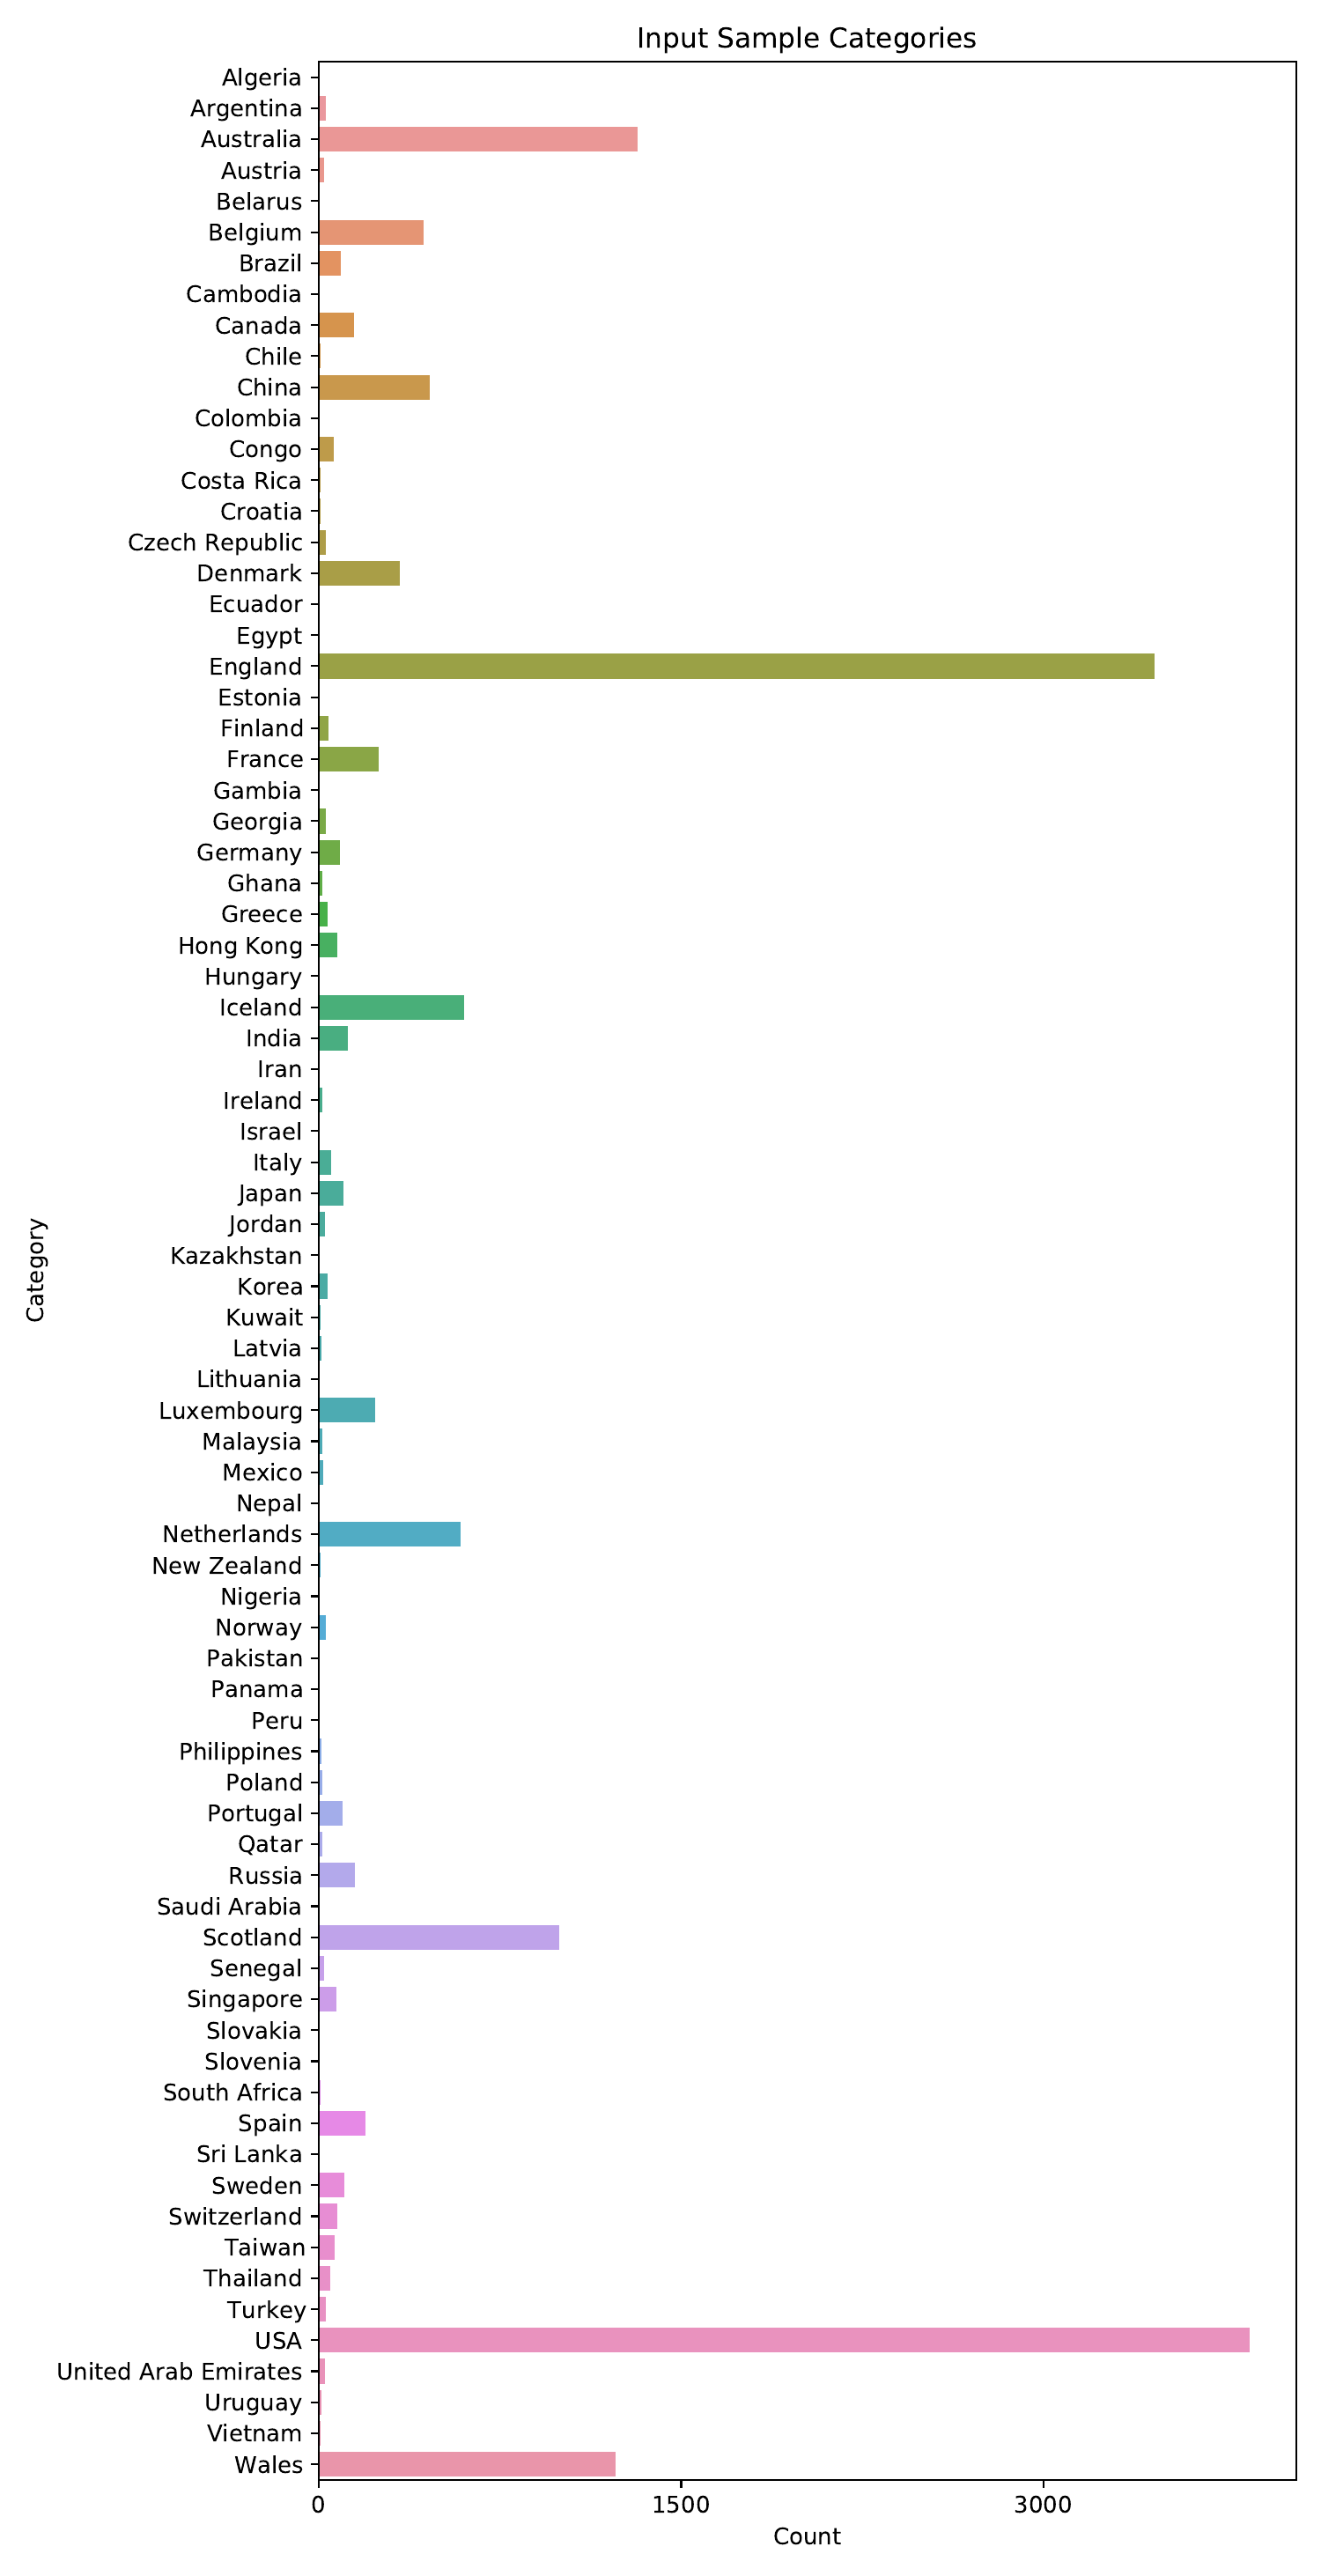 Input Sample Categories
Algeria
Argentina
Australia
Austria
Belarus
Belgium
Brazil
Cambodia
Canada
Chile
China
Colombia
Congo
Costa Rica
Croatia
Czech Republic
Denmark
Ecuador
Egypt
England
Estonia
Finland
France
Gambia
Georgia
Germany
Ghana
Greece
Hong Kong
Hungary
Iceland
India
Iran
Ireland
Israel
Italy
Japan
Jordan
Kazakhstan
Korea
Kuwait
Latvia
Lithuania
Luxembourg
Malaysia
Mexico
Nepal
Netherlands
New Zealand
Nigeria
Norway
Pakistan
Panama
Peru
Philippines
Poland
Portugal
Qatar
Russia
Saudi Arabia
Scotland
Senegal
Singapore
Slovakia
Slovenia
South Africa
Spain
Sri Lanka
Sweden
Switzerland
Taiwan
Thailand
Turkey
USA
United Arab Emirates
Uruguay
Vietnam
Wales
Category
0 1500 3000
Count